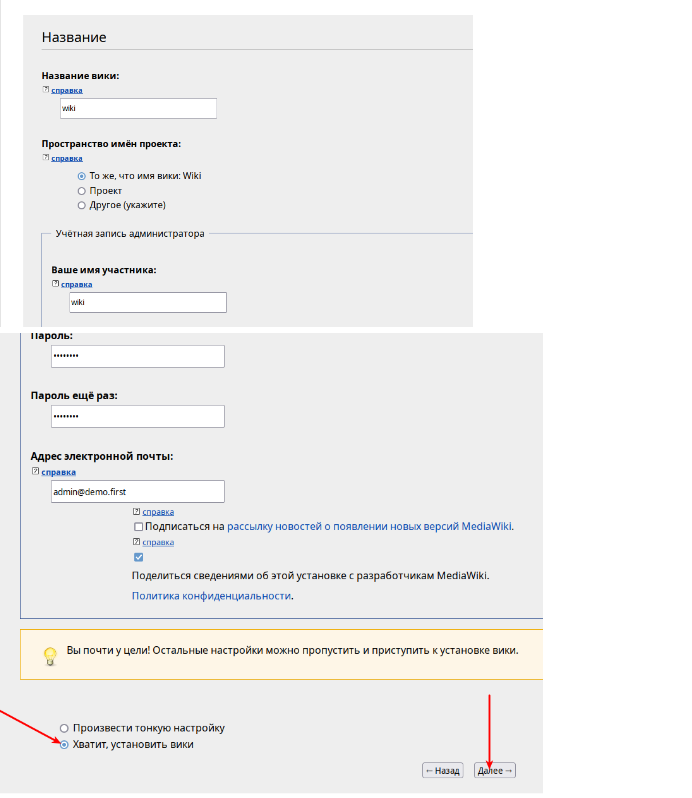 Название
Название вики:
? справка
wiki
Пространство имён проекта:
? справка
То же, что имя вики: Wiki
Проект
Другое (укажите)
Учётная запись администратора
Ваше имя участника:
? справка
wiki
Пароль:
••••••••
Пароль ещё раз:
••••••••
Адрес электронной почты:
? справка
admin@demo.first
? справка
Подписаться на рассылку новостей о появлении новых версий MediaWiki.
? справка
Поделиться сведениями об этой установке с разработчикам MediaWiki.
Политика конфиденциальности.
Вы почти у цели! Остальные настройки можно пропустить и приступить к установке вики.
Произвести тонкую настройку
Хватит, установить вики
← Назад Далее →